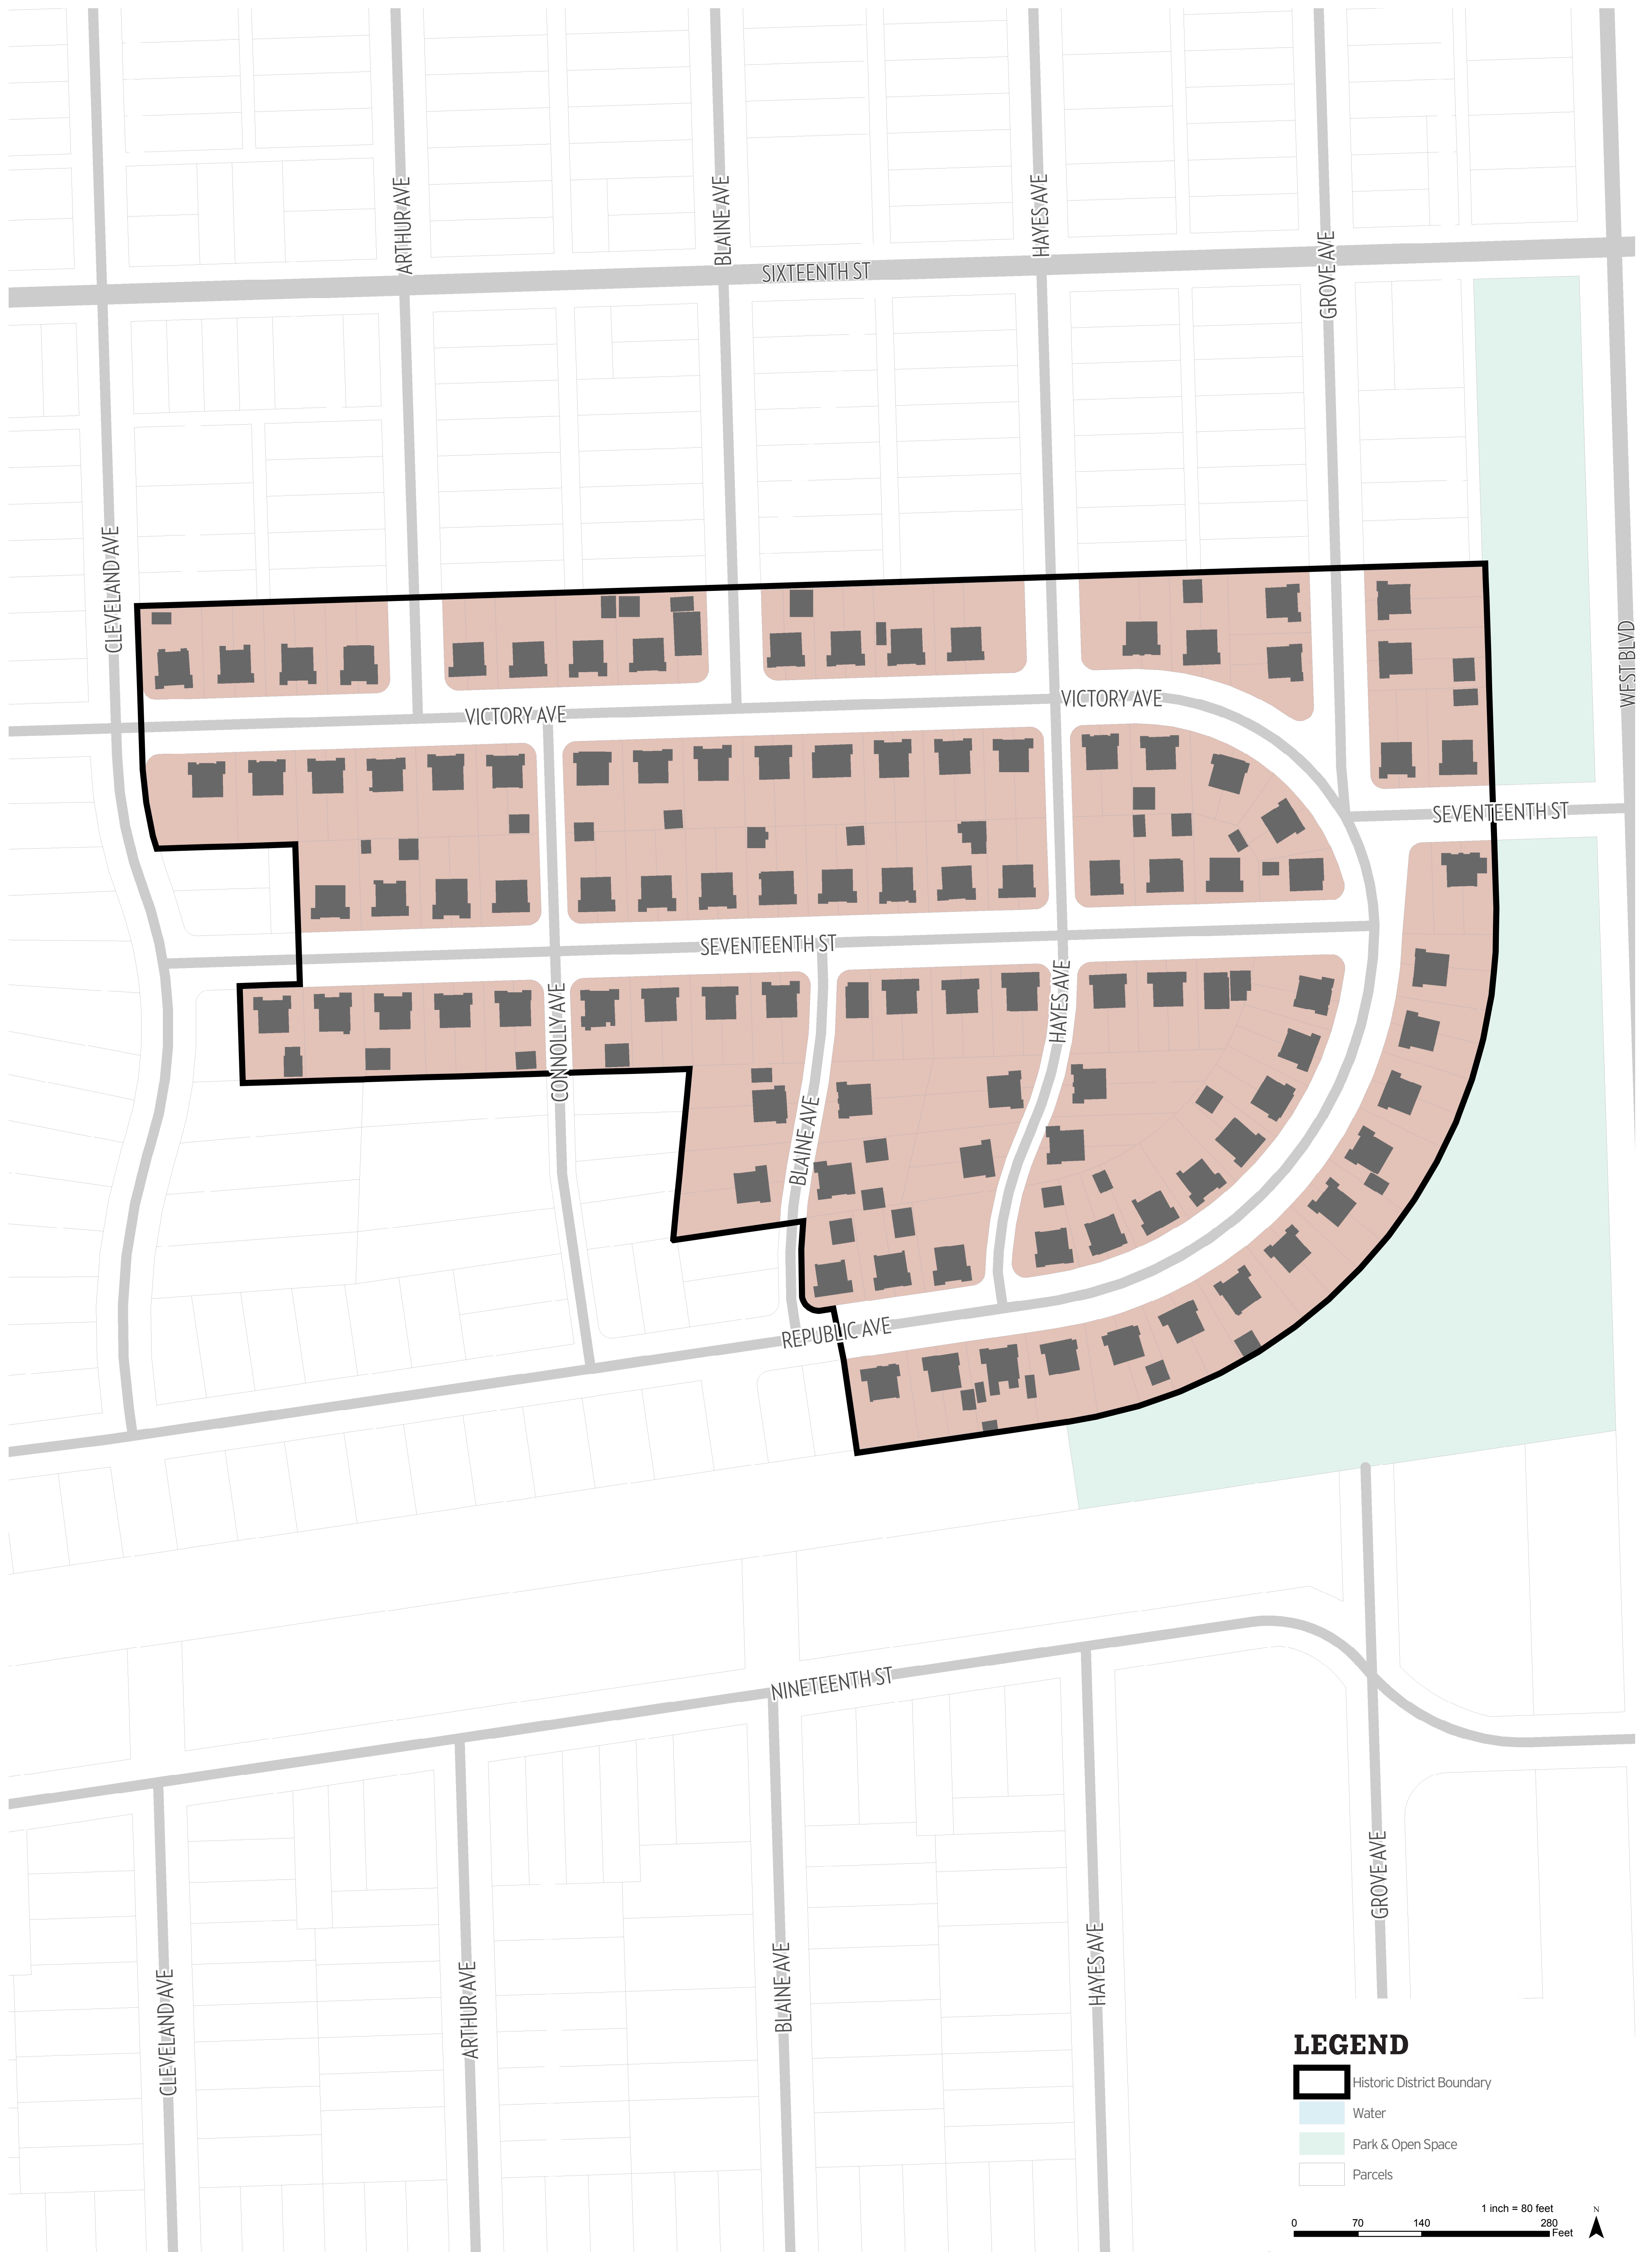 ARTHUR AVE
BLAINE AVE
HAYES AVE
GROVE AVE
SIXTEENTH ST
CLEVELAND AVE
WEST BLVD
VICTORY AVE
VICTORY AVE
SEVENTEENTH ST
SEVENTEENTH ST
HAYES AVE
CONNOLLY AVE
BLAINE AVE
REPUBLIC AVE
NINETEENTH ST
GROVE AVE
HAYES AVE
BLAINE AVE
ARTHUR AVE
CLEVELAND AVE
LEGEND
Historic District Boundary
Water
Park & Open Space
Parcels
1 inch = 80 feet
N
0 70 140 280
Feet